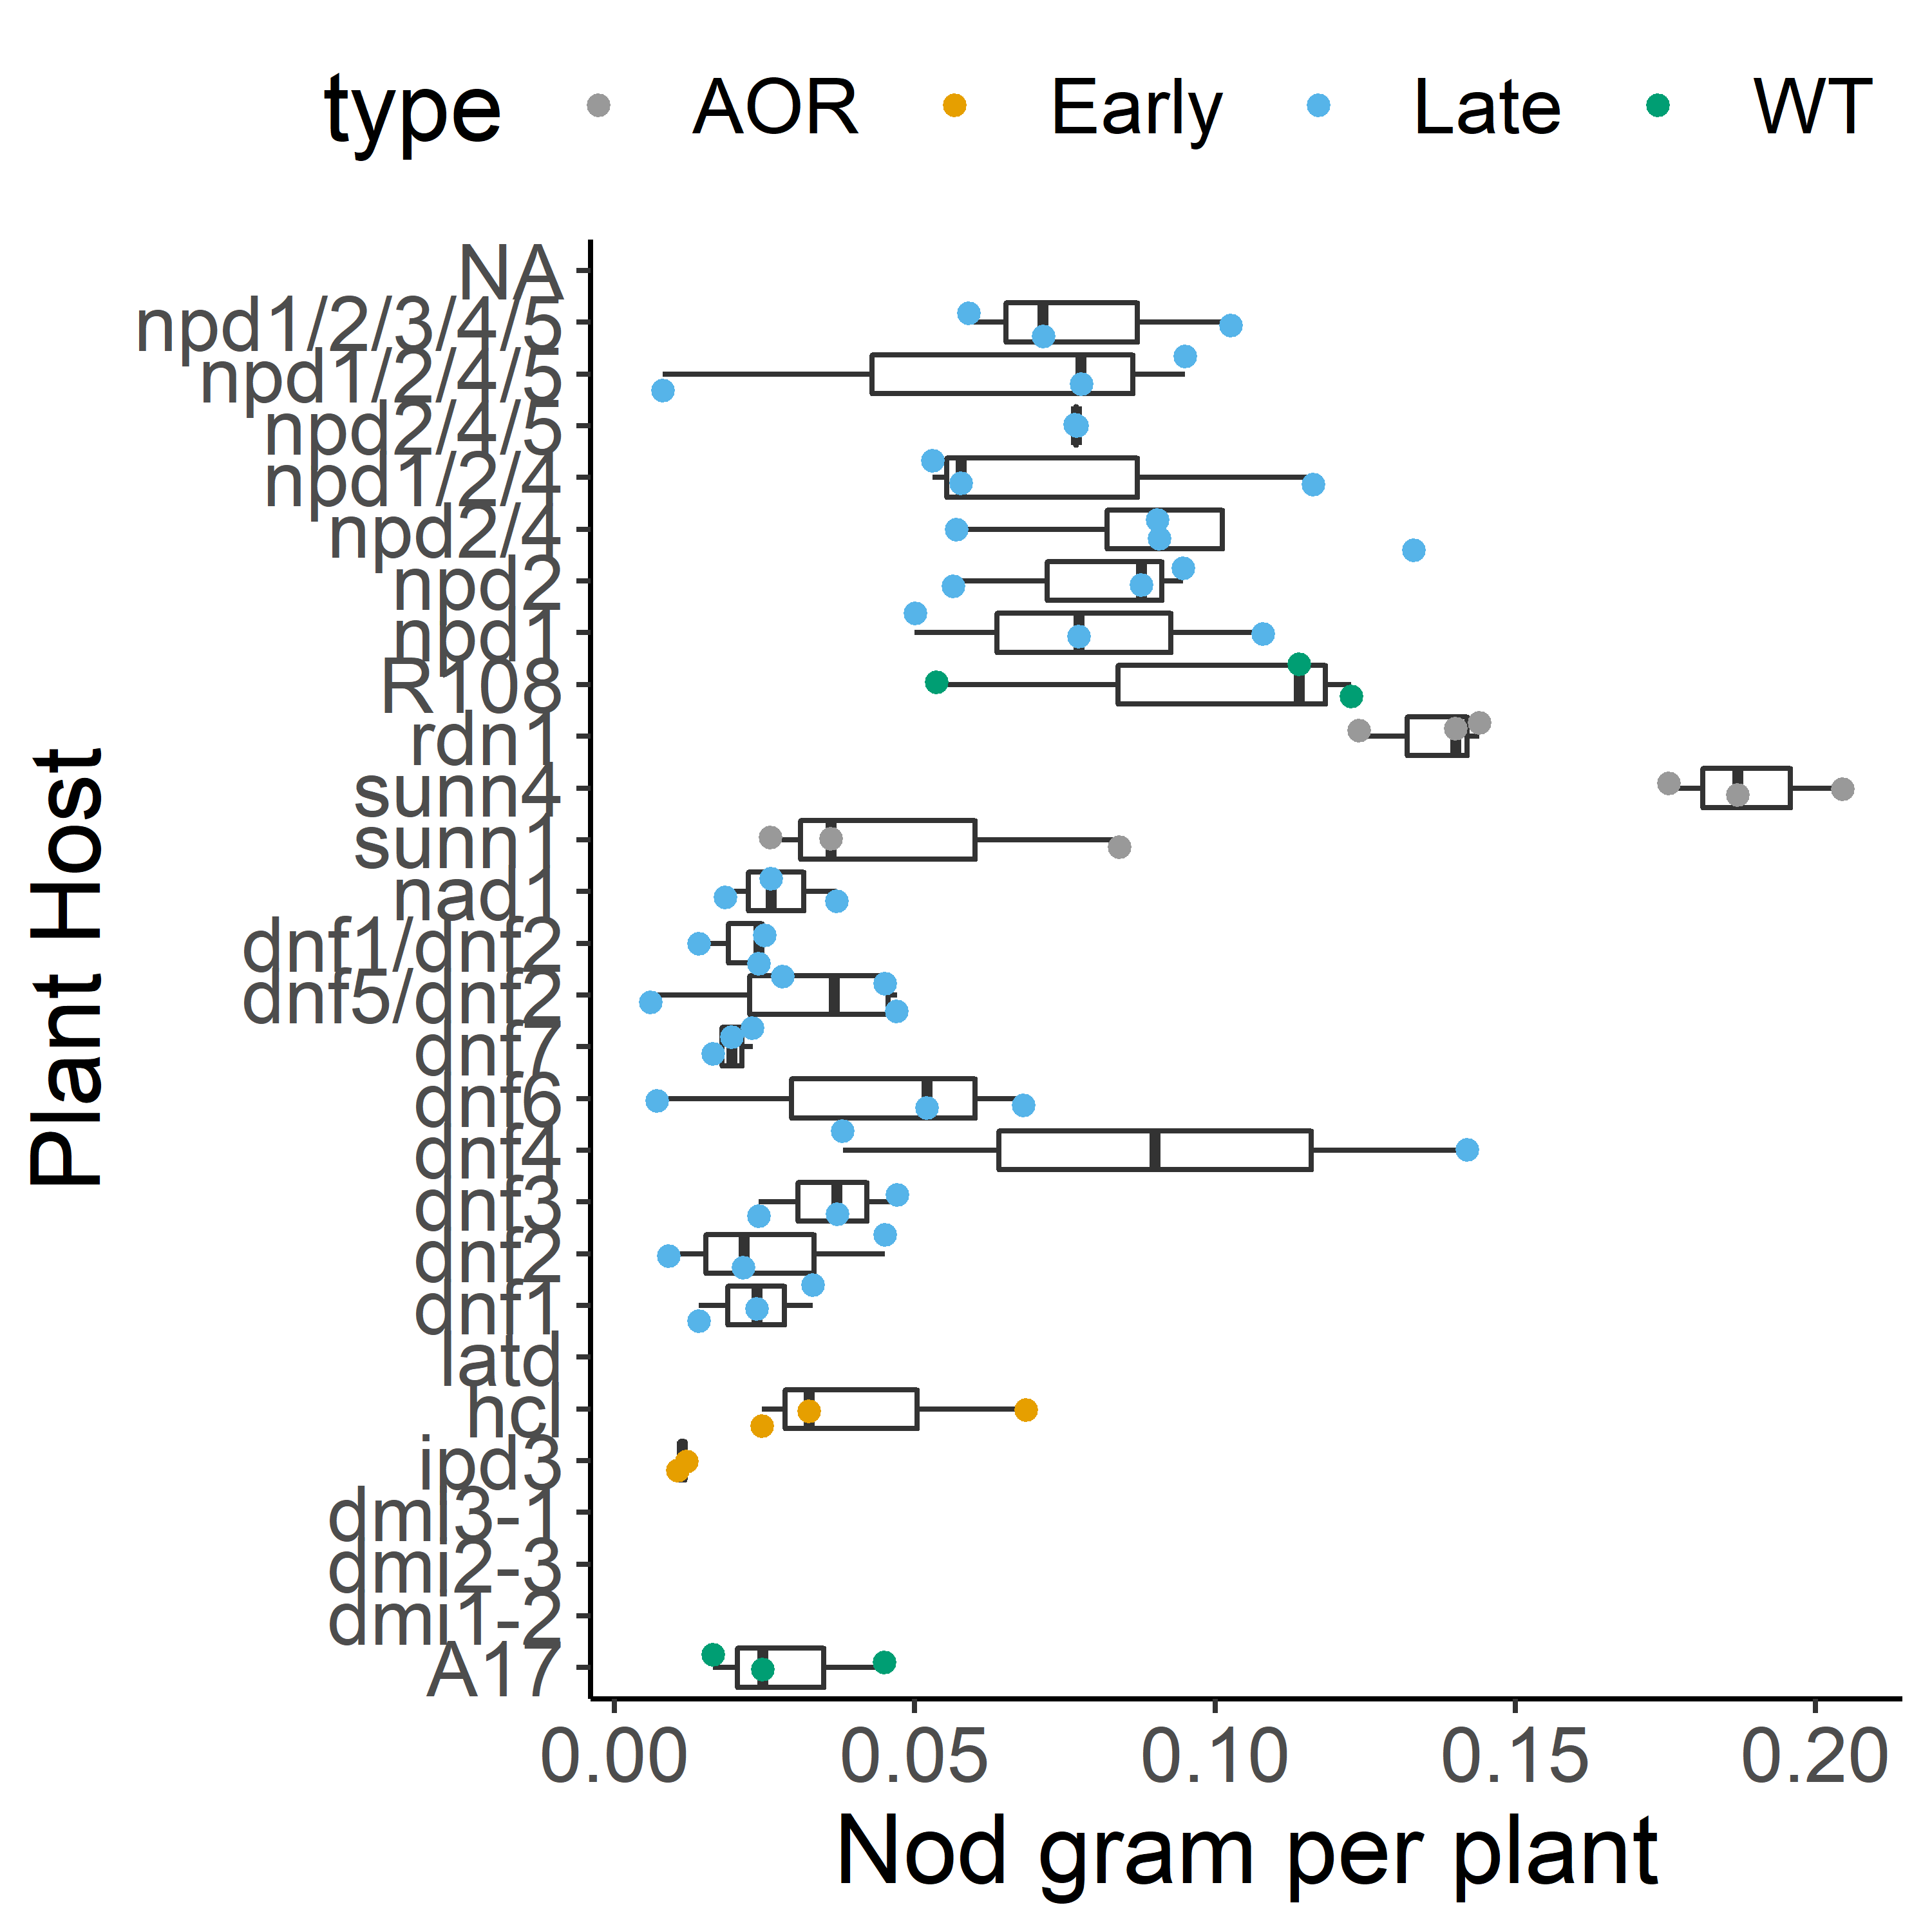 type AOR Early Late WT
NA
npd1/2/3/4/5
npd1/2/4/5
npd2/4/5
npd1/2/4
npd2/4
npd2
npd1
R108
rdn1
sunn4
sunn1
nad1
dnf1/dnf2
dnf5/dnf2
dnf7
dnf6
dnf4
dnf3
dnf2
dnf1
latd
hcl
ipd3
dmi3-1
dmi2-3
dmi1-2
A17
Plant Host
0.00 0.05 0.10 0.15 0.20
Nod gram per plant